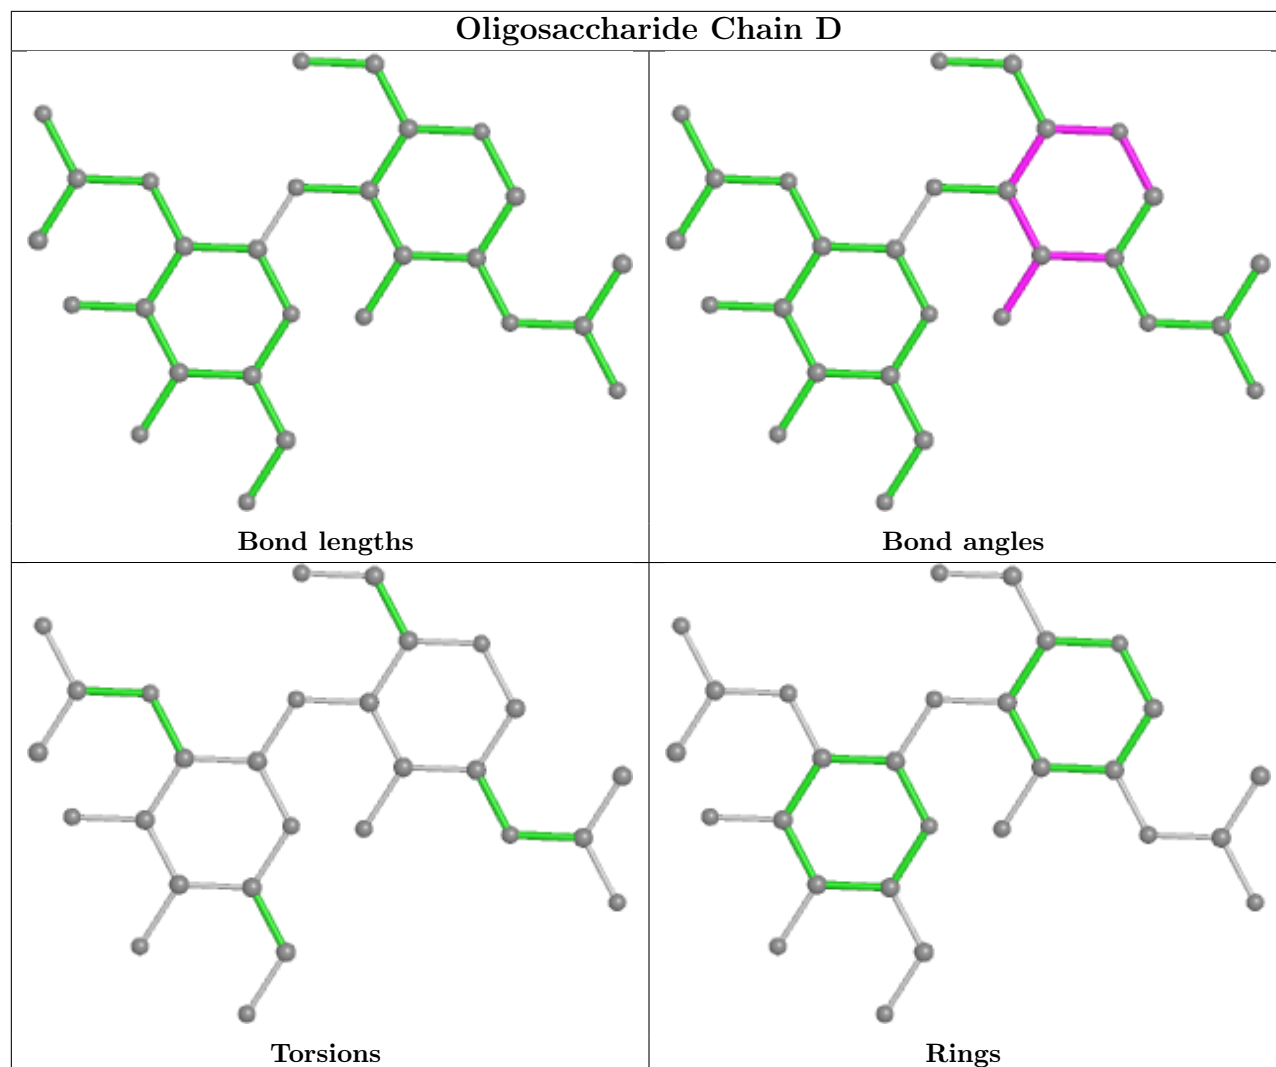 Oligosaccharide Chain D
Bond lengths
Bond angles
Torsions
Rings